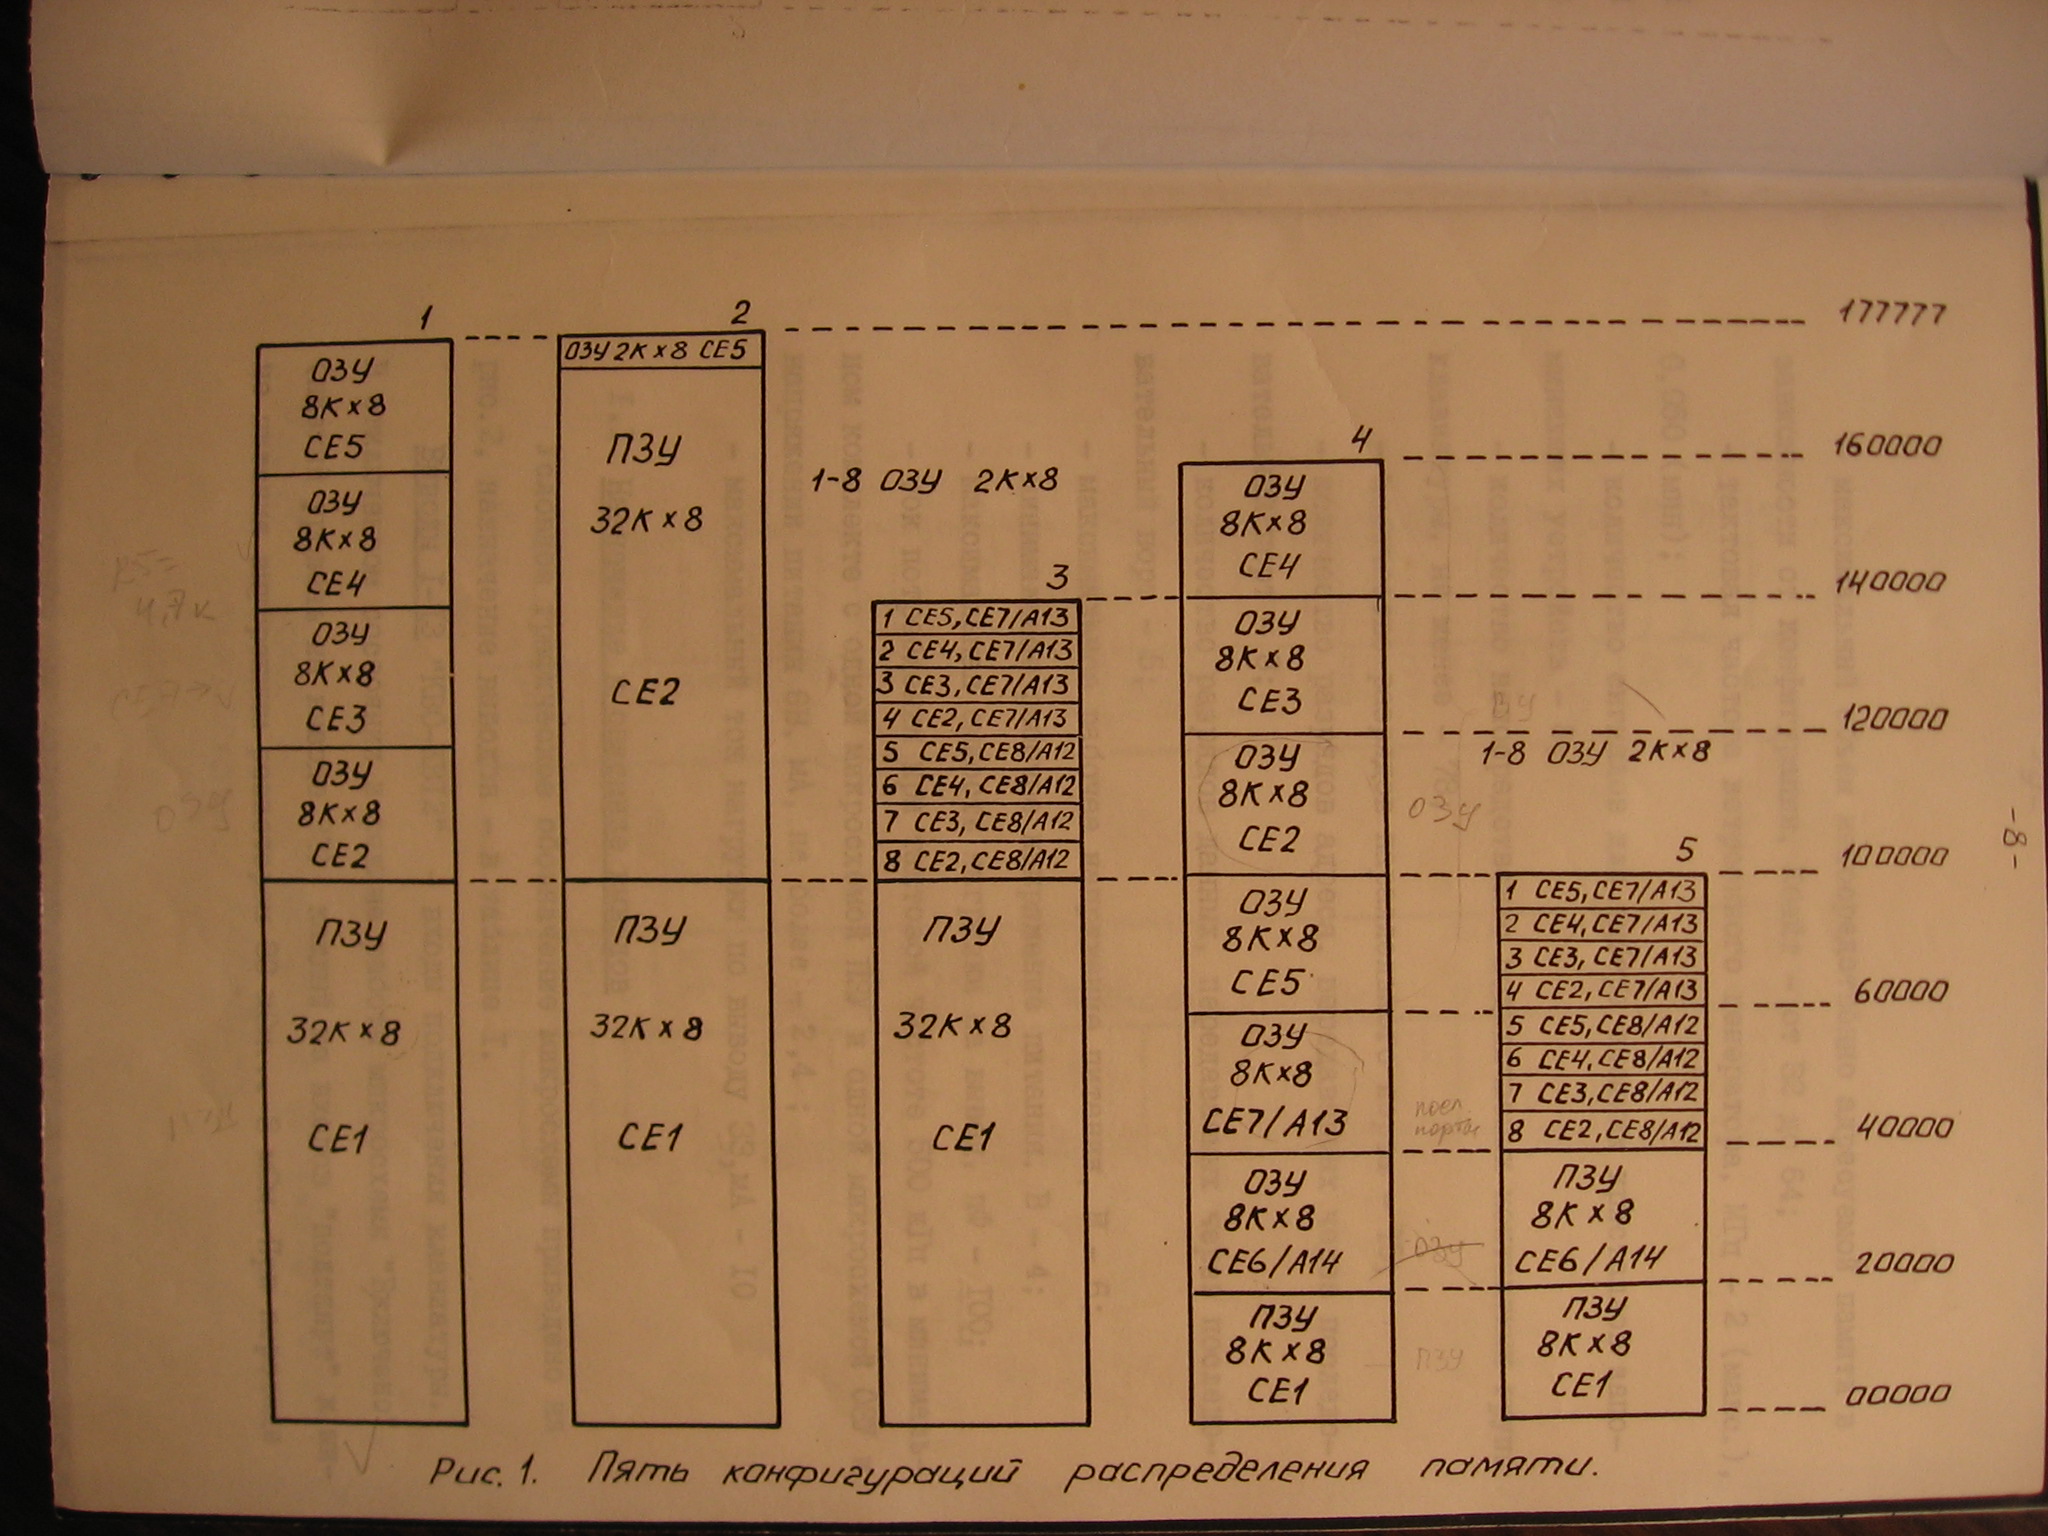 1
ОЗУ
8К×8
СЕ5
ОЗУ
8К×8
СЕ4
ОЗУ
8К×8
СЕ3
ОЗУ
8К×8
СЕ2
ПЗУ
32К×8
СЕ1
2
ОЗУ 2К×8 СЕ5
ПЗУ
32К×8
СЕ2
ПЗУ
32К×8
СЕ1
1-8 ОЗУ 2К×8
3
1 СЕ5, СЕ7/А13
2 СЕ4, СЕ7/А13
3 СЕ3, СЕ7/А13
4 СЕ2, СЕ7/А13
5 СЕ5, СЕ8/А12
6 СЕ4, СЕ8/А12
7 СЕ3, СЕ8/А12
8 СЕ2, СЕ8/А12
ПЗУ
32К×8
СЕ1
4
ОЗУ
8К×8
СЕ4
ОЗУ
8К×8
СЕ3
ОЗУ
8К×8
СЕ2
ОЗУ
8К×8
СЕ5
ОЗУ
8К×8
СЕ7/А13
ОЗУ
8К×8
СЕ6/А14
ПЗУ
8К×8
СЕ1
ОЗУ
посл.
порты
ОЗУ
ПЗУ
1-8 ОЗУ 2К×8
5
1 СЕ5, СЕ7/А13
2 СЕ4, СЕ7/А13
3 СЕ3, СЕ7/А13
4 СЕ2, СЕ7/А13
5 СЕ5, СЕ8/А12
6 СЕ4, СЕ8/А12
7 СЕ3, СЕ8/А12
8 СЕ2, СЕ8/А12
ПЗУ
8К×8
СЕ6/А14
ПЗУ
8К×8
СЕ1
177777
160000
140000
120000
100000
60000
40000
20000
00000
-8-
4,7к
Рис. 1. Пять конфигураций распределения памяти.